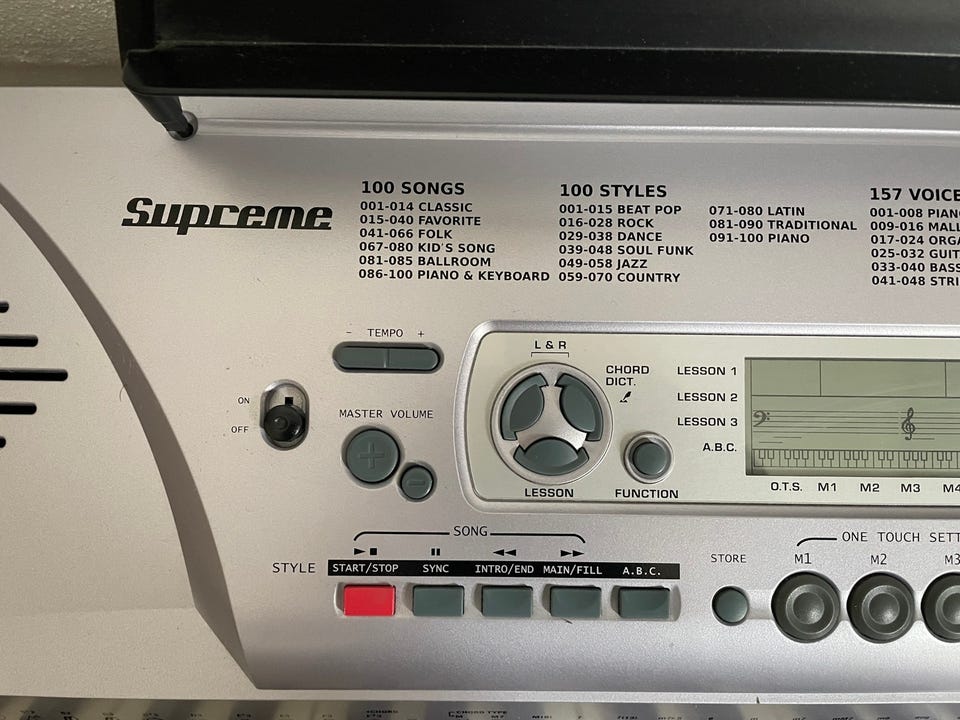 Supreme
100 SONGS
001-014 CLASSIC
015-040 FAVORITE
041-066 FOLK
067-080 KID'S SONG
081-085 BALLROOM
086-100 PIANO & KEYBOARD
100 STYLES
001-015 BEAT POP
016-028 ROCK
029-038 DANCE
039-048 SOUL FUNK
049-058 JAZZ
059-070 COUNTRY
071-080 LATIN
081-090 TRADITIONAL
091-100 PIANO
157 VOICE
001-008 PIAN
009-016 MALL
017-024 ORGA
025-032 GUIT
033-040 BASS
041-048 STRI
- TEMPO +
ON
OFF
MASTER VOLUME
+
-
L & R
CHORD
DICT.
LESSON
FUNCTION
LESSON 1
LESSON 2
LESSON 3
A.B.C.
O.T.S. M1 M2 M3 M4
SONG
STYLE START/STOP SYNC INTRO/END MAIN/FILL A.B.C.
STORE
ONE TOUCH SETT
M1 M2 M3
CHORD TYPE